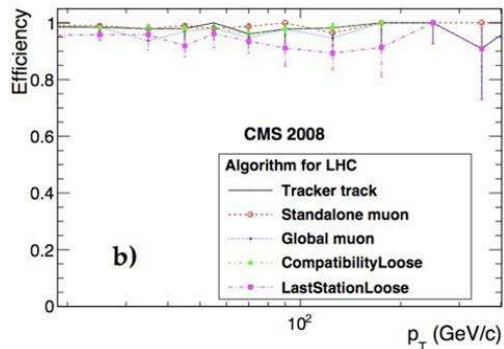 Efficiency
1
0.8
0.6
0.4
0.2
0
CMS 2008
Algorithm for LHC
Tracker track
Standalone muon
Global muon
CompatibilityLoose
LastStationLoose
b)
10²
p_T (GeV/c)